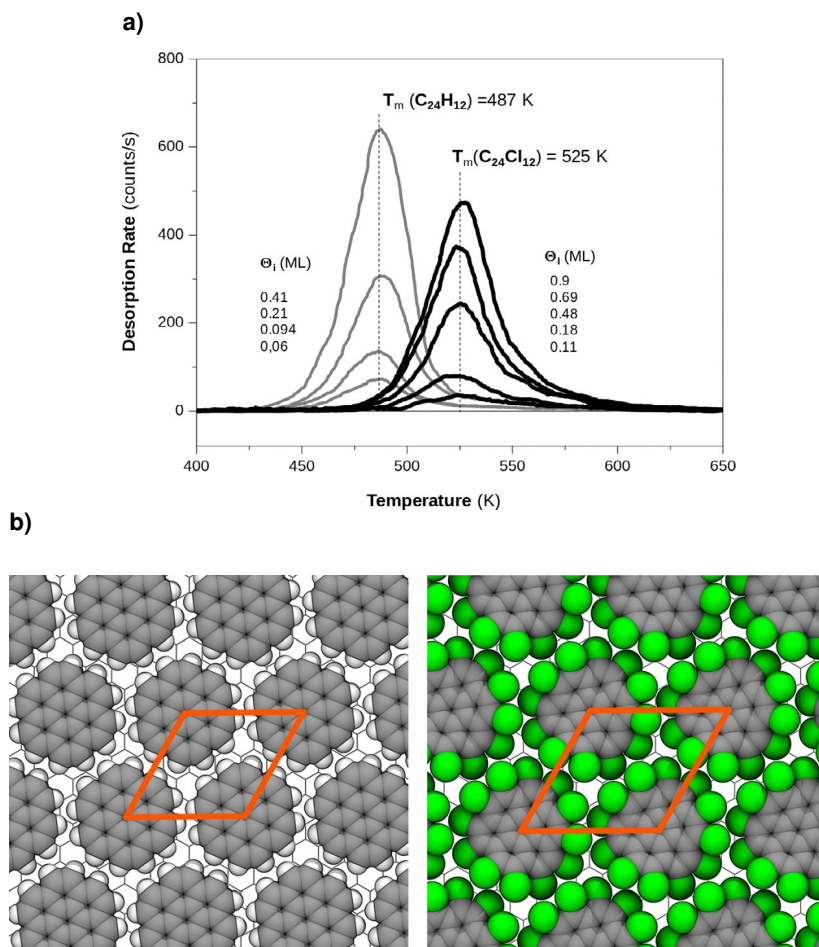 a)
800
600
400
200
0
Desorption Rate (counts/s)
Tm (C24H12) =487 K
Tm(C24Cl12) = 525 K
Θi (ML)
0.41
0.21
0.094
0,06
Θi (ML)
0.9
0.69
0.48
0.18
0.11
400 450 500 550 600 650
Temperature (K)
b)